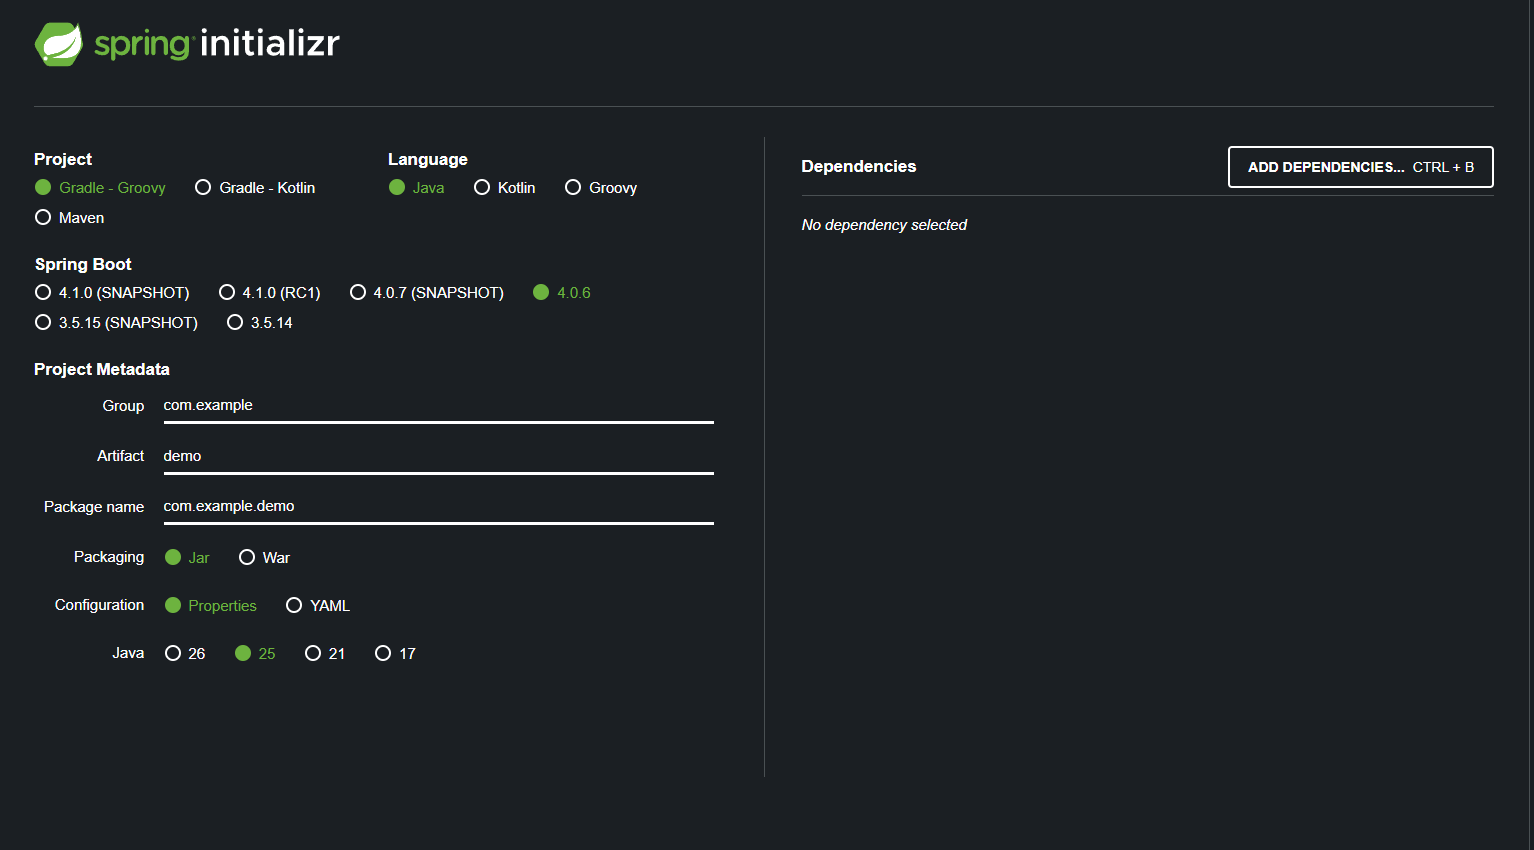 spring initializr
Project
Gradle - Groovy
Gradle - Kotlin
Maven
Language
Java
Kotlin
Groovy
Spring Boot
4.1.0 (SNAPSHOT)
4.1.0 (RC1)
4.0.7 (SNAPSHOT)
4.0.6
3.5.15 (SNAPSHOT)
3.5.14
Project Metadata
Group com.example
Artifact demo
Package name com.example.demo
Packaging Jar War
Configuration Properties YAML
Java 26 25 21 17
Dependencies
ADD DEPENDENCIES... CTRL + B
No dependency selected